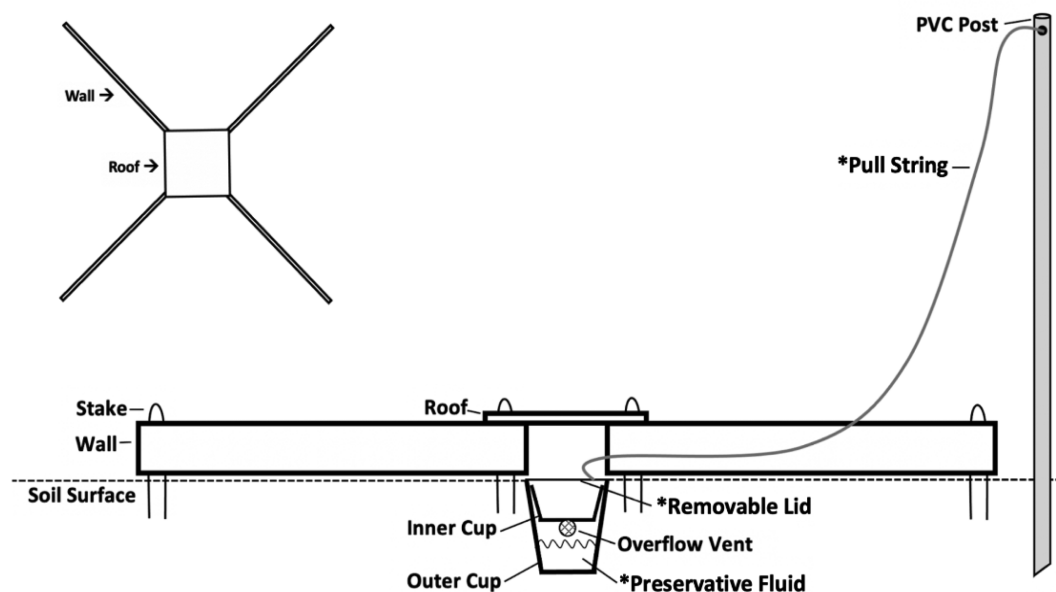 PVC Post
Wall →
Roof →
*Pull String
Stake
Roof
Wall
Soil Surface
*Removable Lid
Inner Cup
Overflow Vent
Outer Cup
*Preservative Fluid